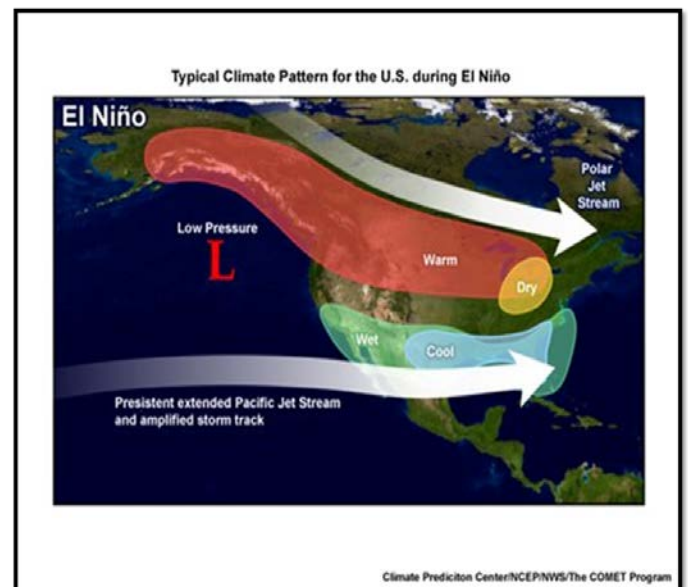 Typical Climate Pattern for the U.S. during El Niño
El Niño
Polar
Jet
Stream
Low Pressure
L
Warm
Dry
Wet
Cool
Presistent extended Pacific Jet Stream
and amplified storm track
Climate Prediciton Center/NCEP/NWS/The COMET Program